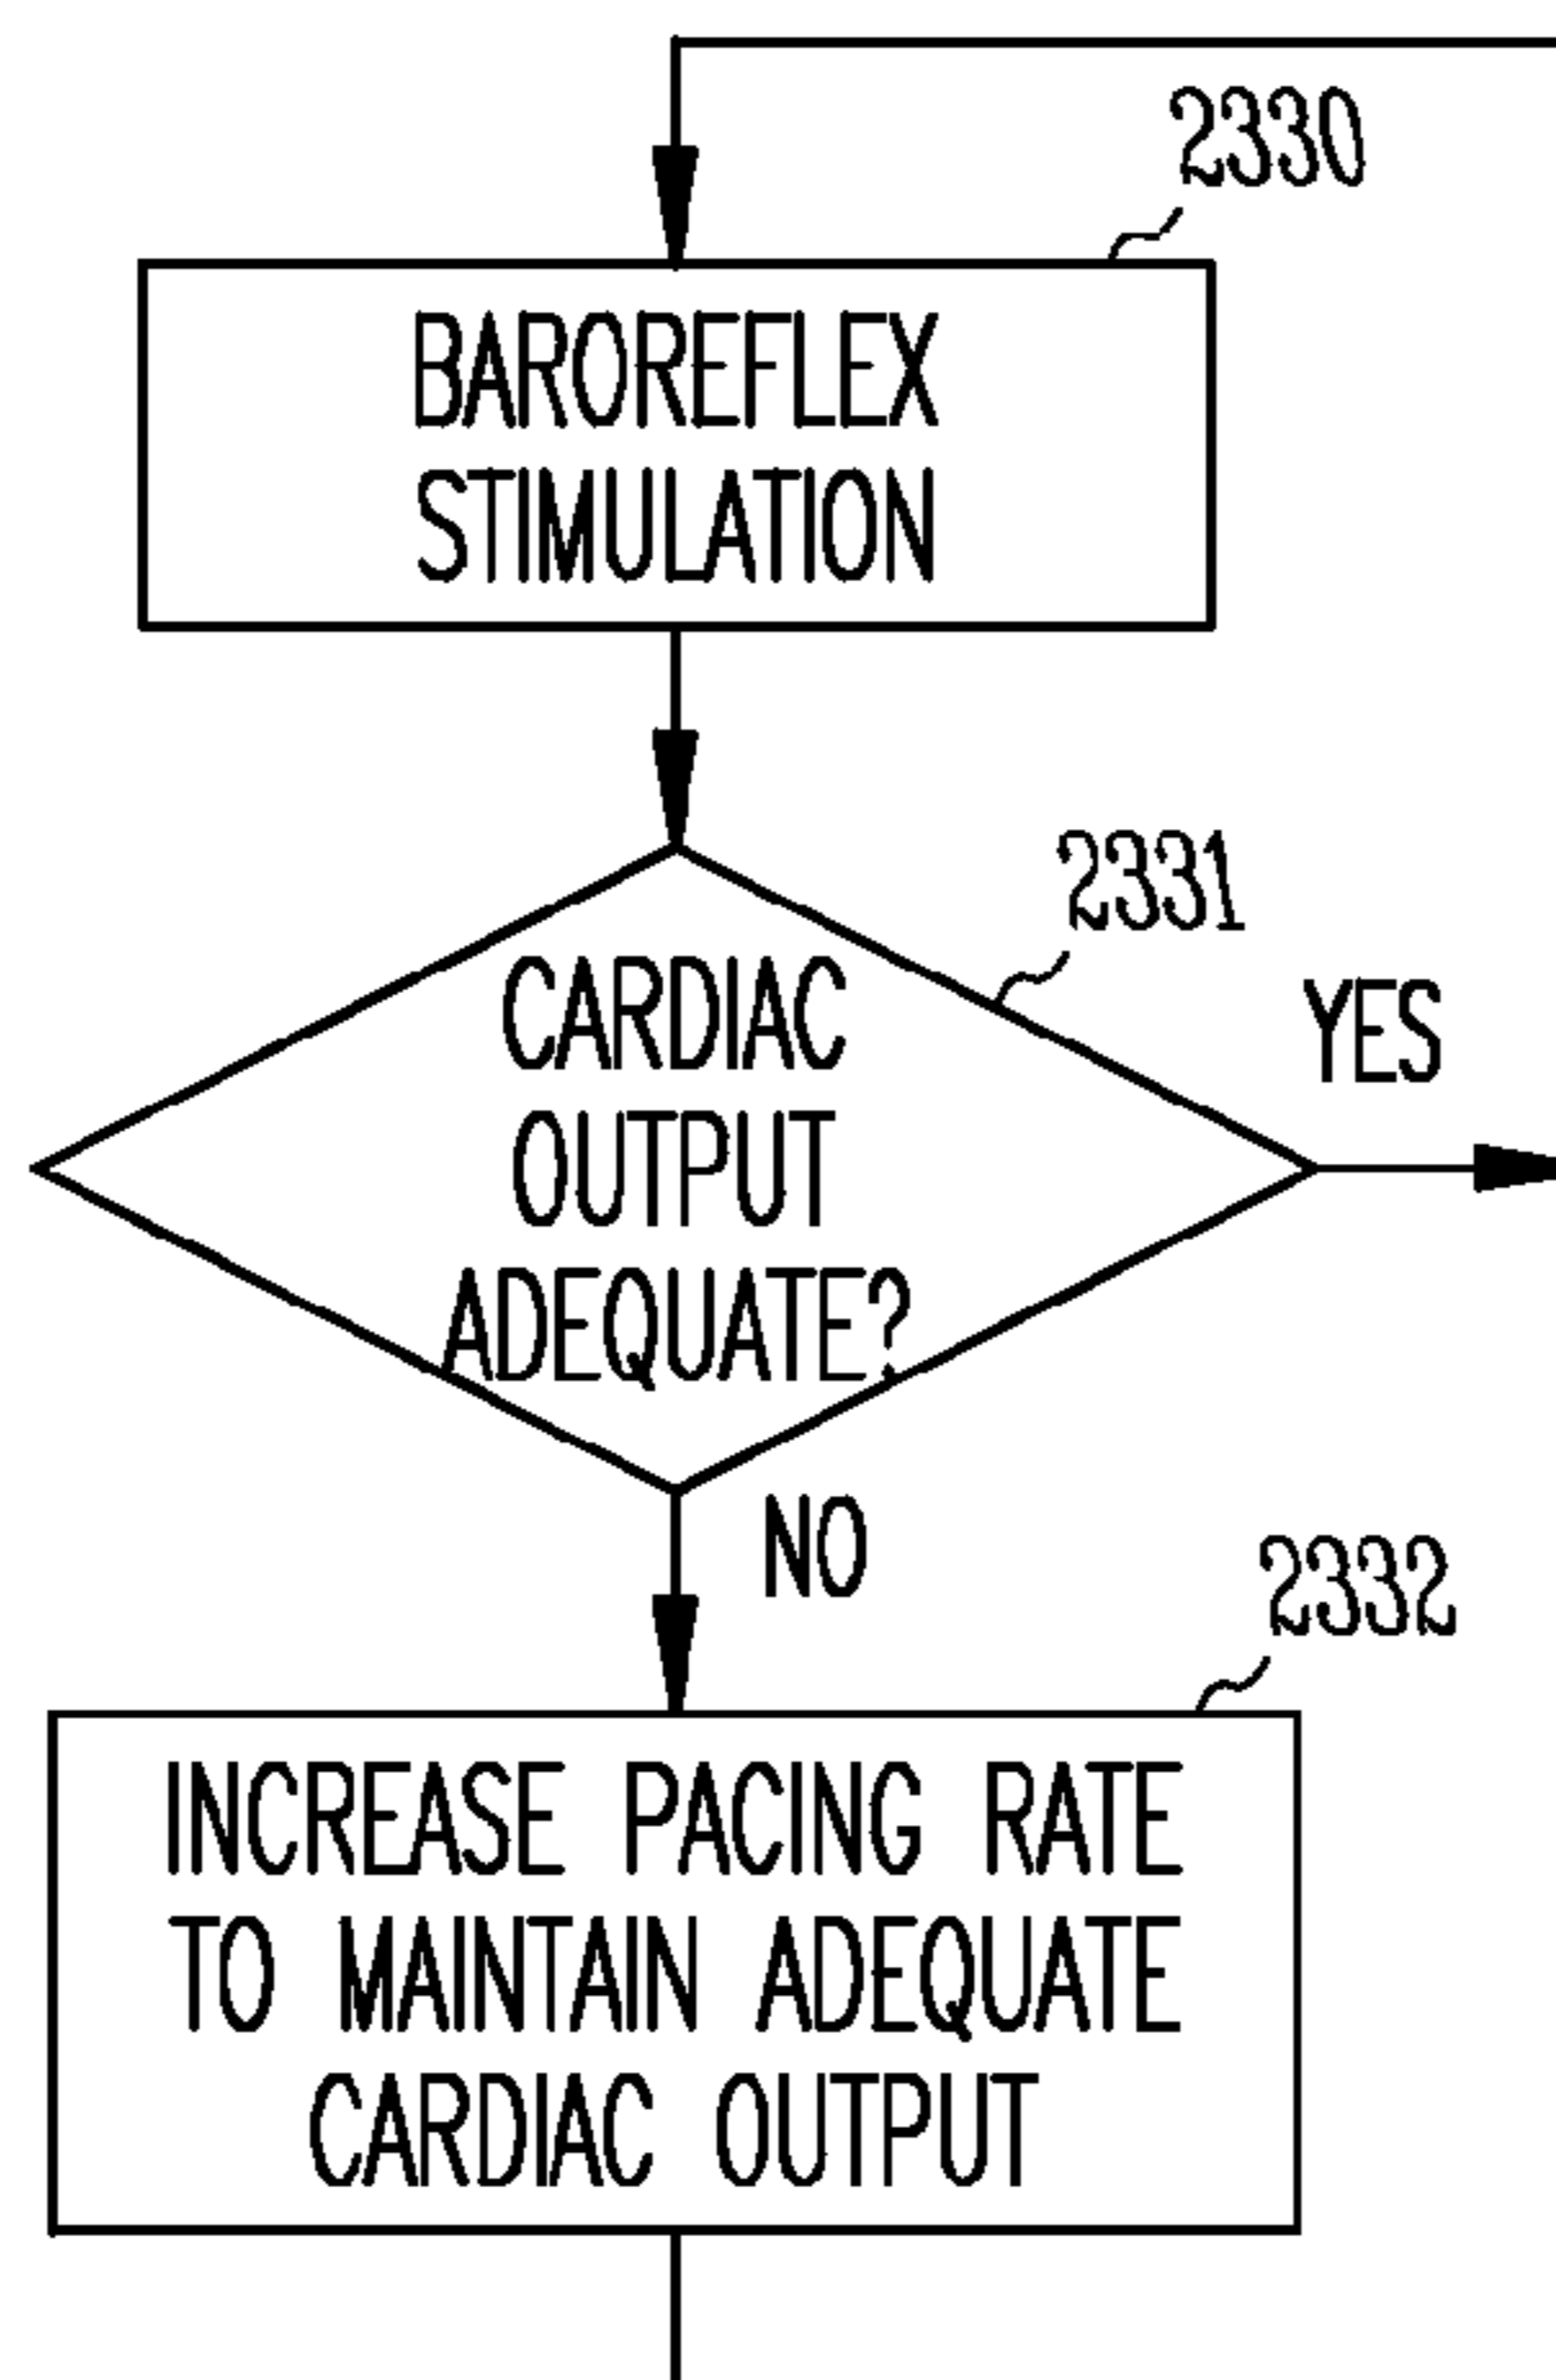 2330
BAROREFLEX
STIMULATION
2331
CARDIAC
OUTPUT
ADEQUATE?
YES
NO
2332
INCREASE PACING RATE
TO MAINTAIN ADEQUATE
CARDIAC OUTPUT